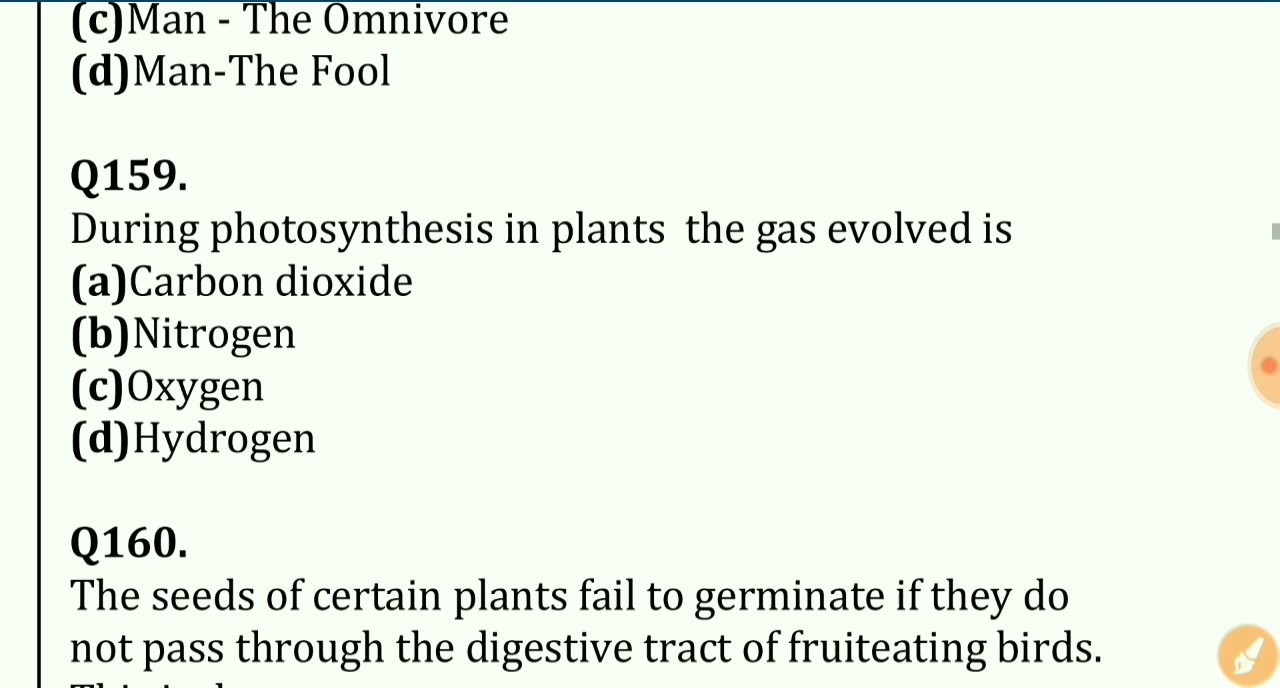 (c)Man - The Omnivore
(d)Man-The Fool
Q159.
During photosynthesis in plants the gas evolved is
(a)Carbon dioxide
(b)Nitrogen
(c)Oxygen
(d)Hydrogen
Q160.
The seeds of certain plants fail to germinate if they do
not pass through the digestive tract of fruiteating birds.